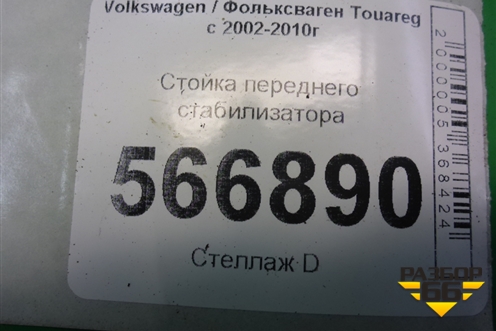 Volkswagen / Фольксваген Touareg
с 2002-2010г
Стойка переднего
стабилизатора
566890
Стеллаж D
2000005368424
РАЗБОР
66